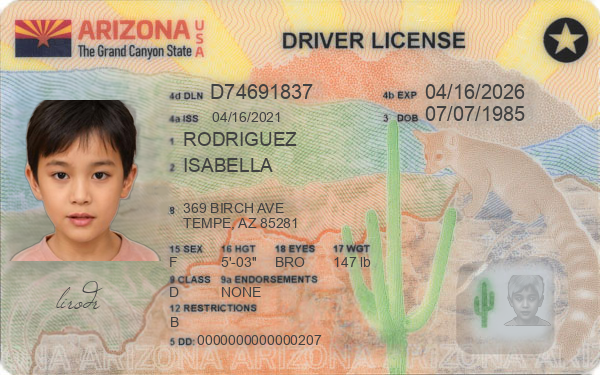 ARIZONA USA
The Grand Canyon State
DRIVER LICENSE
4d DLN D74691837
4b EXP 04/16/2026
4a ISS 04/16/2021
3 DOB 07/07/1985
1 RODRIGUEZ
2 ISABELLA
8 369 BIRCH AVE
TEMPE, AZ 85281
15 SEX 16 HGT 18 EYES 17 WGT
F 5'-03" BRO 147 lb
9 CLASS 9a ENDORSEMENTS
D NONE
12 RESTRICTIONS
B
5 DD: 0000000000000207
ARIZONA ARIZONA ARIZONA ARIZONA